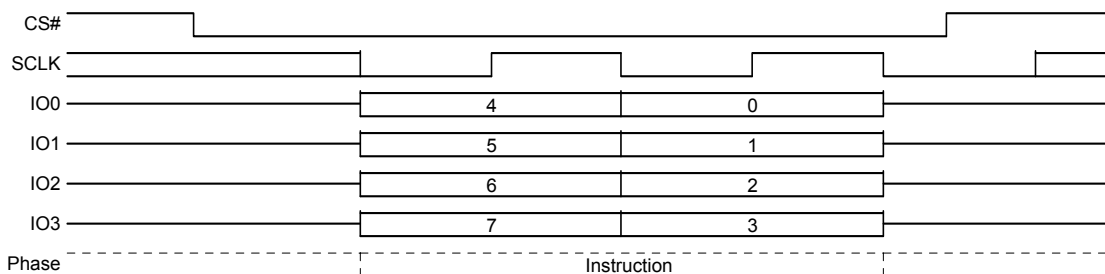 CS#
SCLK
IO0 4 0
IO1 5 1
IO2 6 2
IO3 7 3
Phase Instruction